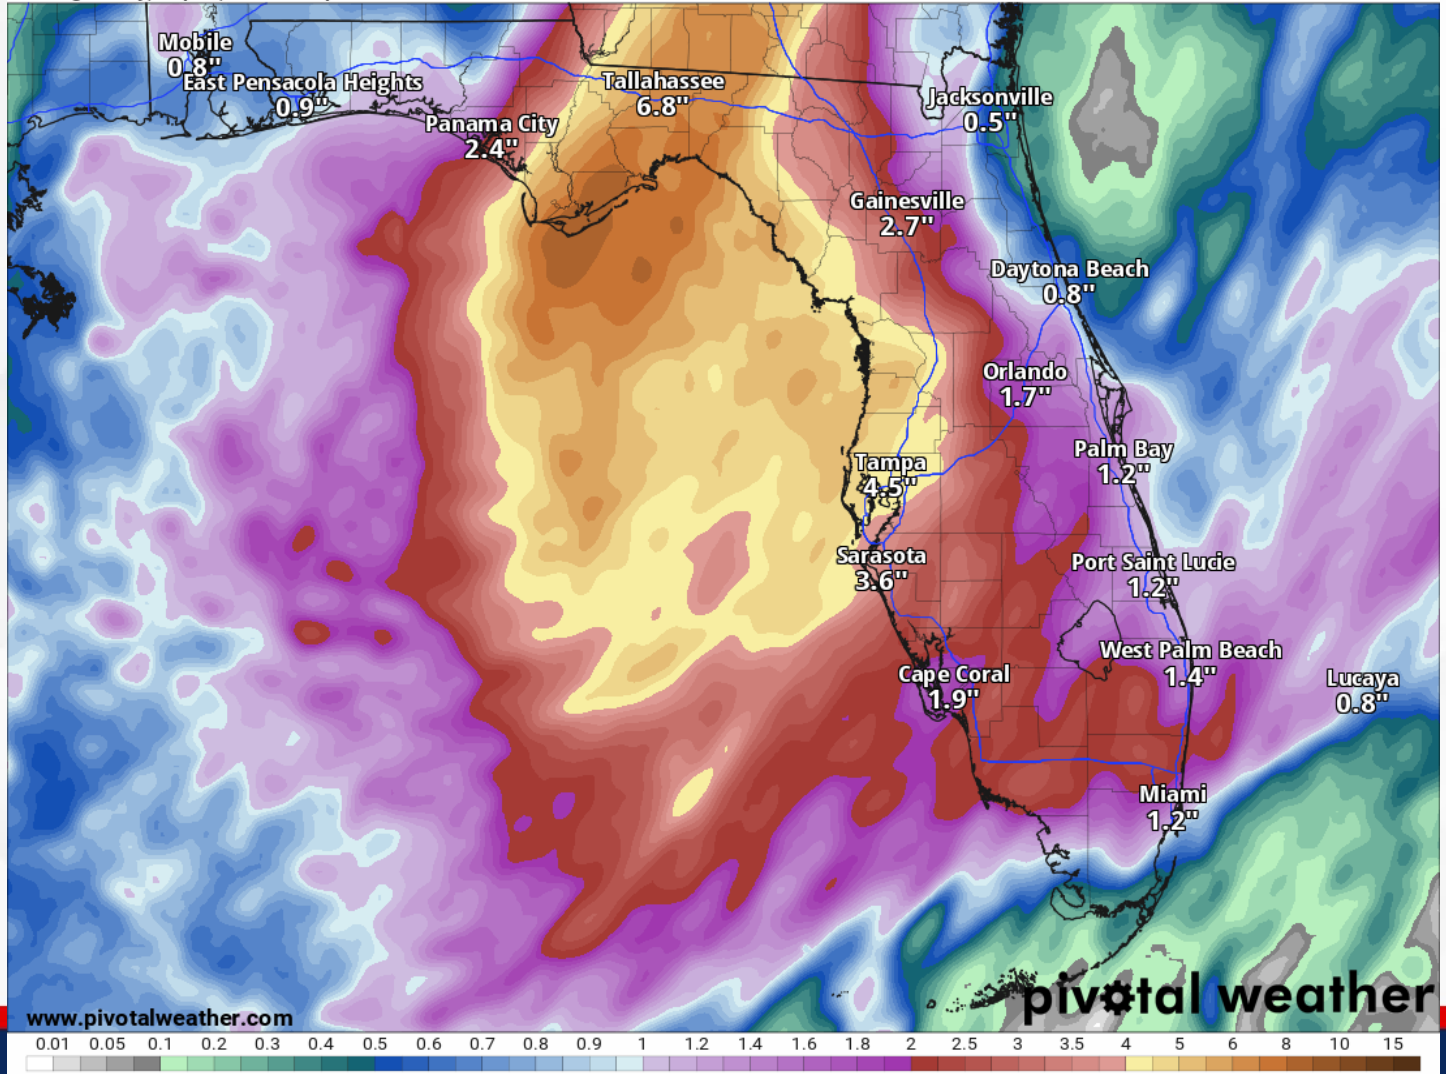 Mobile
0.8"
East Pensacola Heights
0.9"
Tallahassee
6.8"
Jacksonville
0.5"
Panama City
2.4"
Gainesville
2.7"
Daytona Beach
0.8"
Orlando
1.7"
Palm Bay
1.2"
Tampa
4.5"
Sarasota
3.6"
Port Saint Lucie
1.2"
West Palm Beach
1.4"
Cape Coral
1.9"
Lucaya
0.8"
Miami
1.2"
pivotal weather
www.pivotalweather.com
0.01 0.05 0.1 0.2 0.3 0.4 0.5 0.6 0.7 0.8 0.9 1 1.2 1.4 1.6 1.8 2 2.5 3 3.5 4 5 6 8 10 15